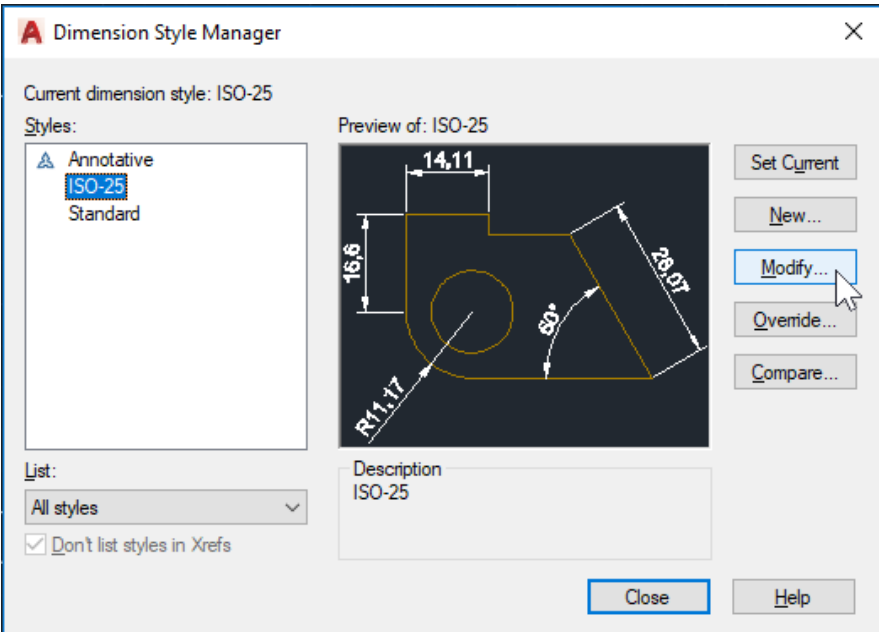 Dimension Style Manager
Current dimension style: ISO-25
Styles:
Annotative
ISO-25
Standard
Preview of: ISO-25
14,11
16,6
28,07
60°
R11,17
Set Current
New...
Modify...
Override...
Compare...
List:
All styles
Don't list styles in Xrefs
Description
ISO-25
Close
Help